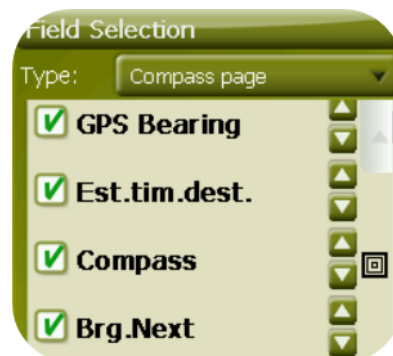 Field Selection
Type: Compass page
GPS Bearing
Est.tim.dest.
Compass
Brg.Next